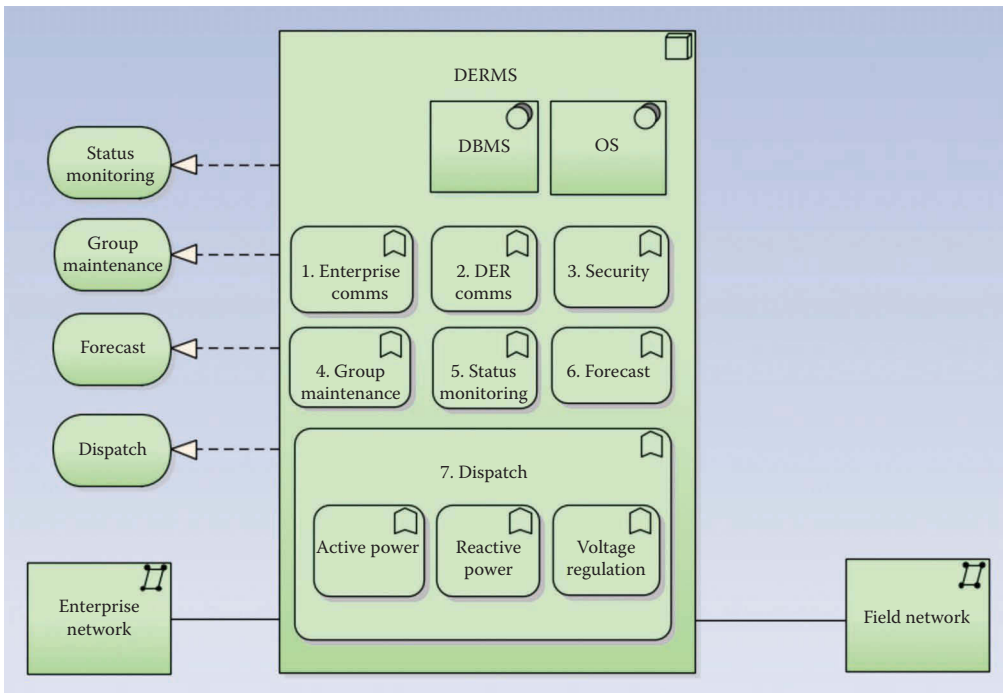 DERMS
DBMS
OS
Status
monitoring
Group
maintenance
Forecast
Dispatch
1. Enterprise
comms
2. DER
comms
3. Security
4. Group
maintenance
5. Status
monitoring
6. Forecast
7. Dispatch
Active power
Reactive
power
Voltage
regulation
Enterprise
network
Field network